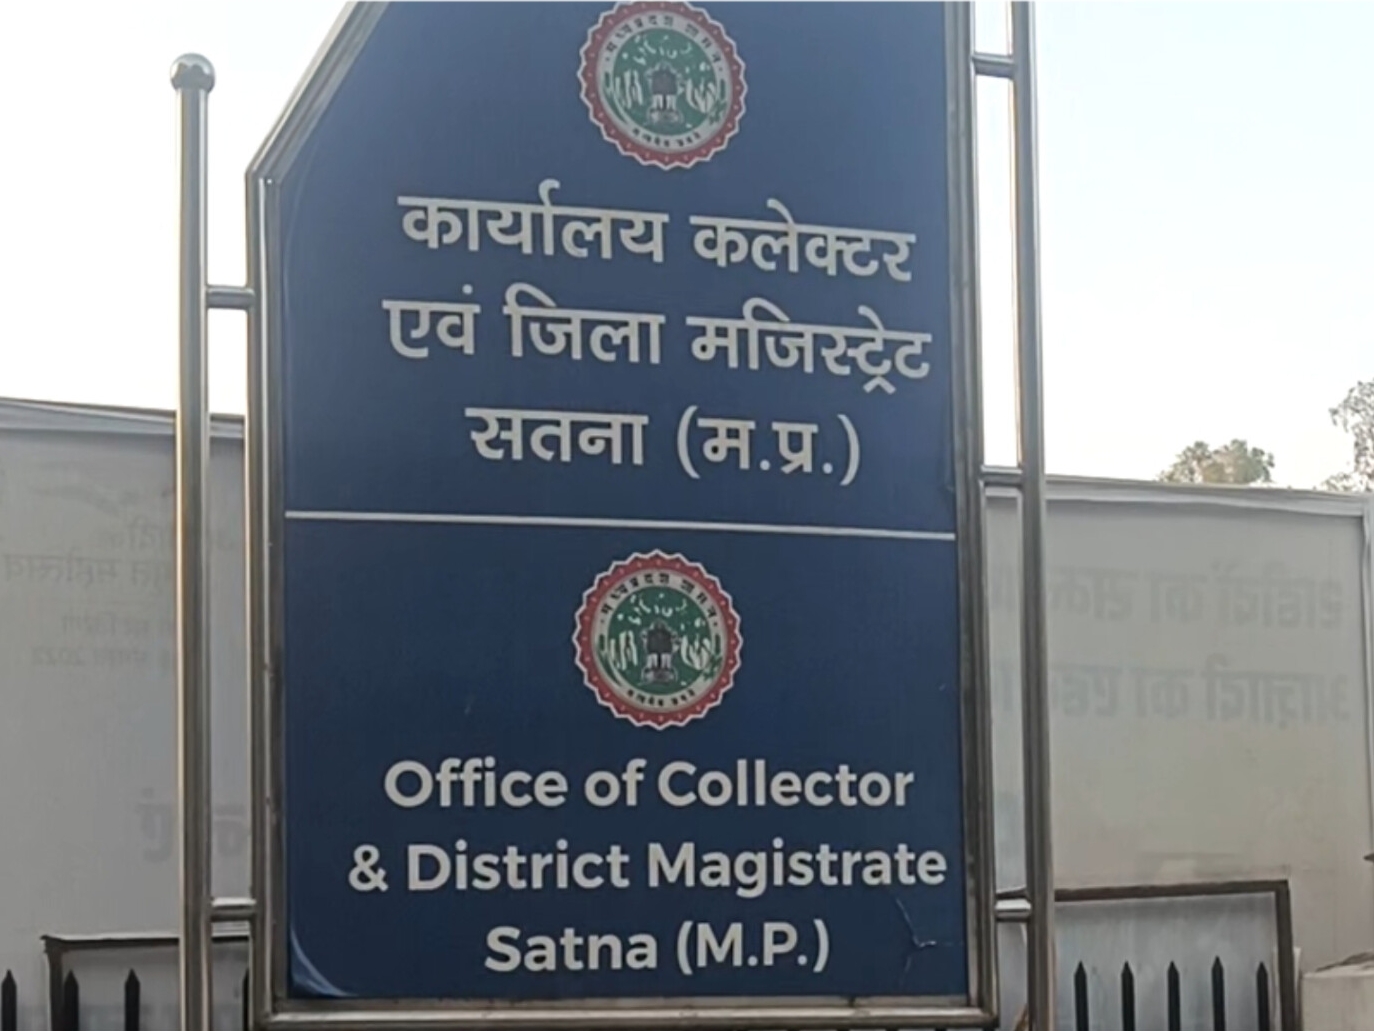 कार्यालय कलेक्टर
एवं जिला मजिस्ट्रेट
सतना (म.प्र.)
Office of Collector
& District Magistrate
Satna (M.P.)